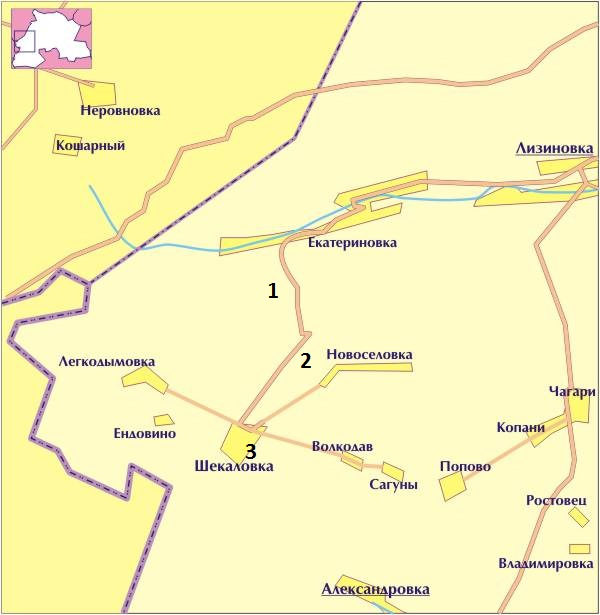 Неровновка
Кошарный
Лизиновка
Екатериновка
1
2
Новоселовка
Легкодымовка
Чагари
Ендовино
Копани
Волкодав
3
Шекаловка
Попово
Сагуны
Ростовец
Владимировка
Александровка